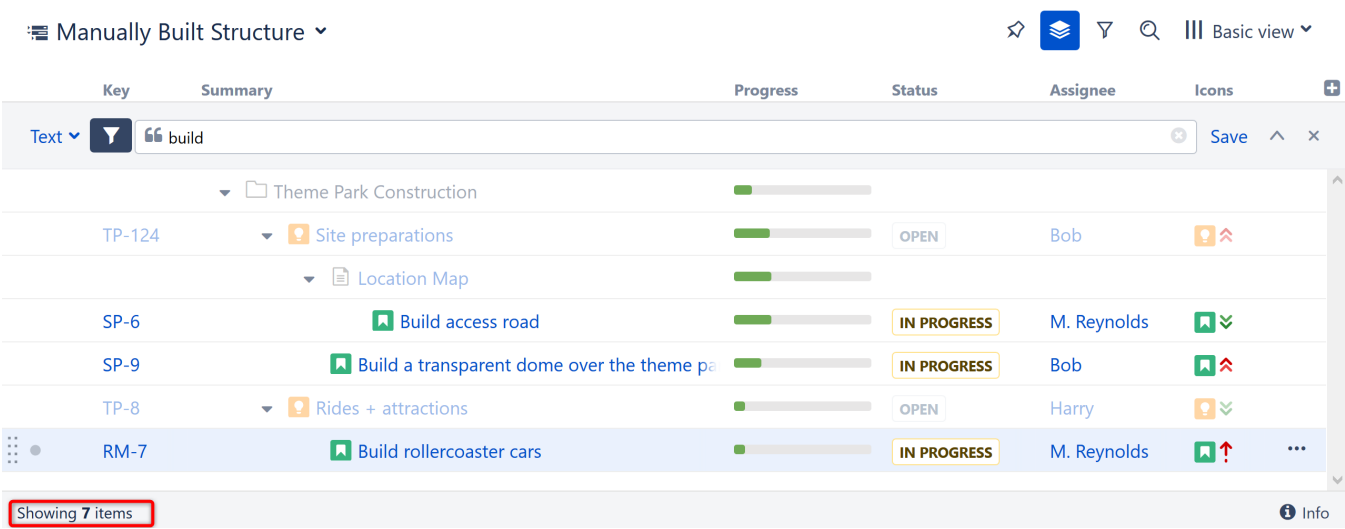 Manually Built Structure
Basic view
Key Summary Progress Status Assignee Icons
Text build Save
Theme Park Construction
TP-124 Site preparations OPEN Bob
Location Map
SP-6 Build access road IN PROGRESS M. Reynolds
SP-9 Build a transparent dome over the theme pa IN PROGRESS Bob
TP-8 Rides + attractions OPEN Harry
RM-7 Build rollercoaster cars IN PROGRESS M. Reynolds
Showing 7 items Info